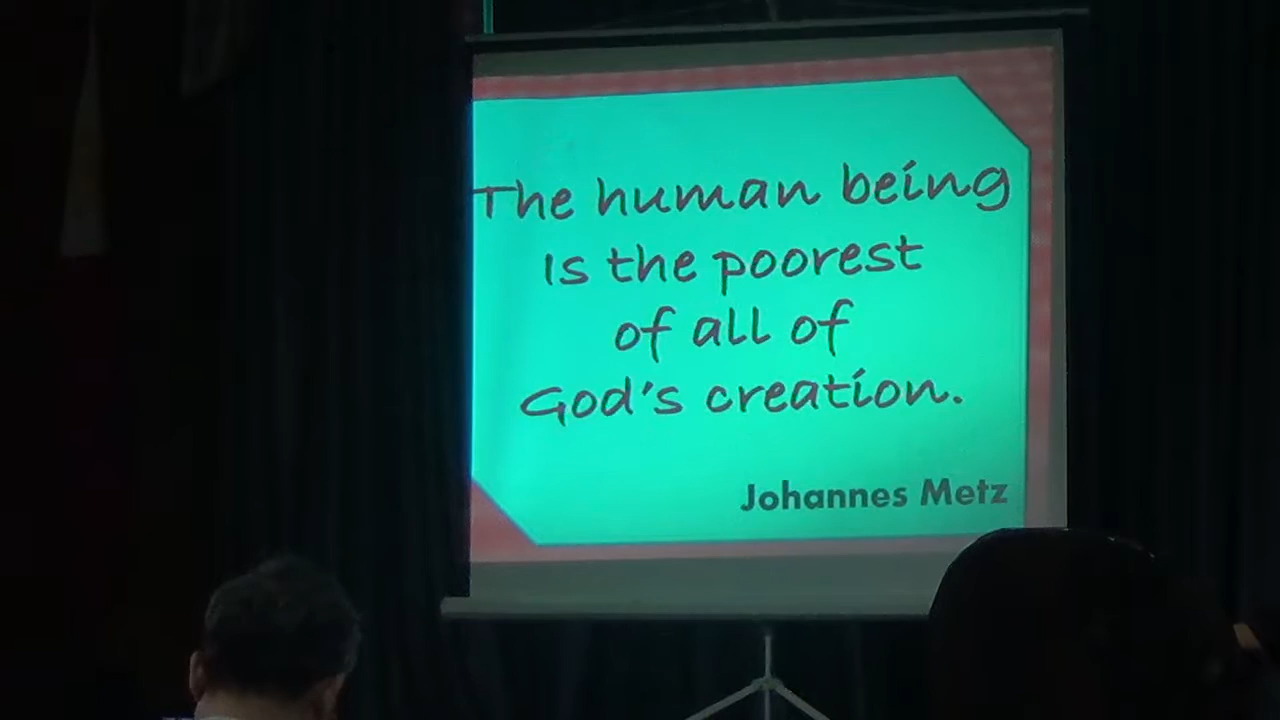 The human being
Is the poorest
of all of
God's creation.
Johannes Metz